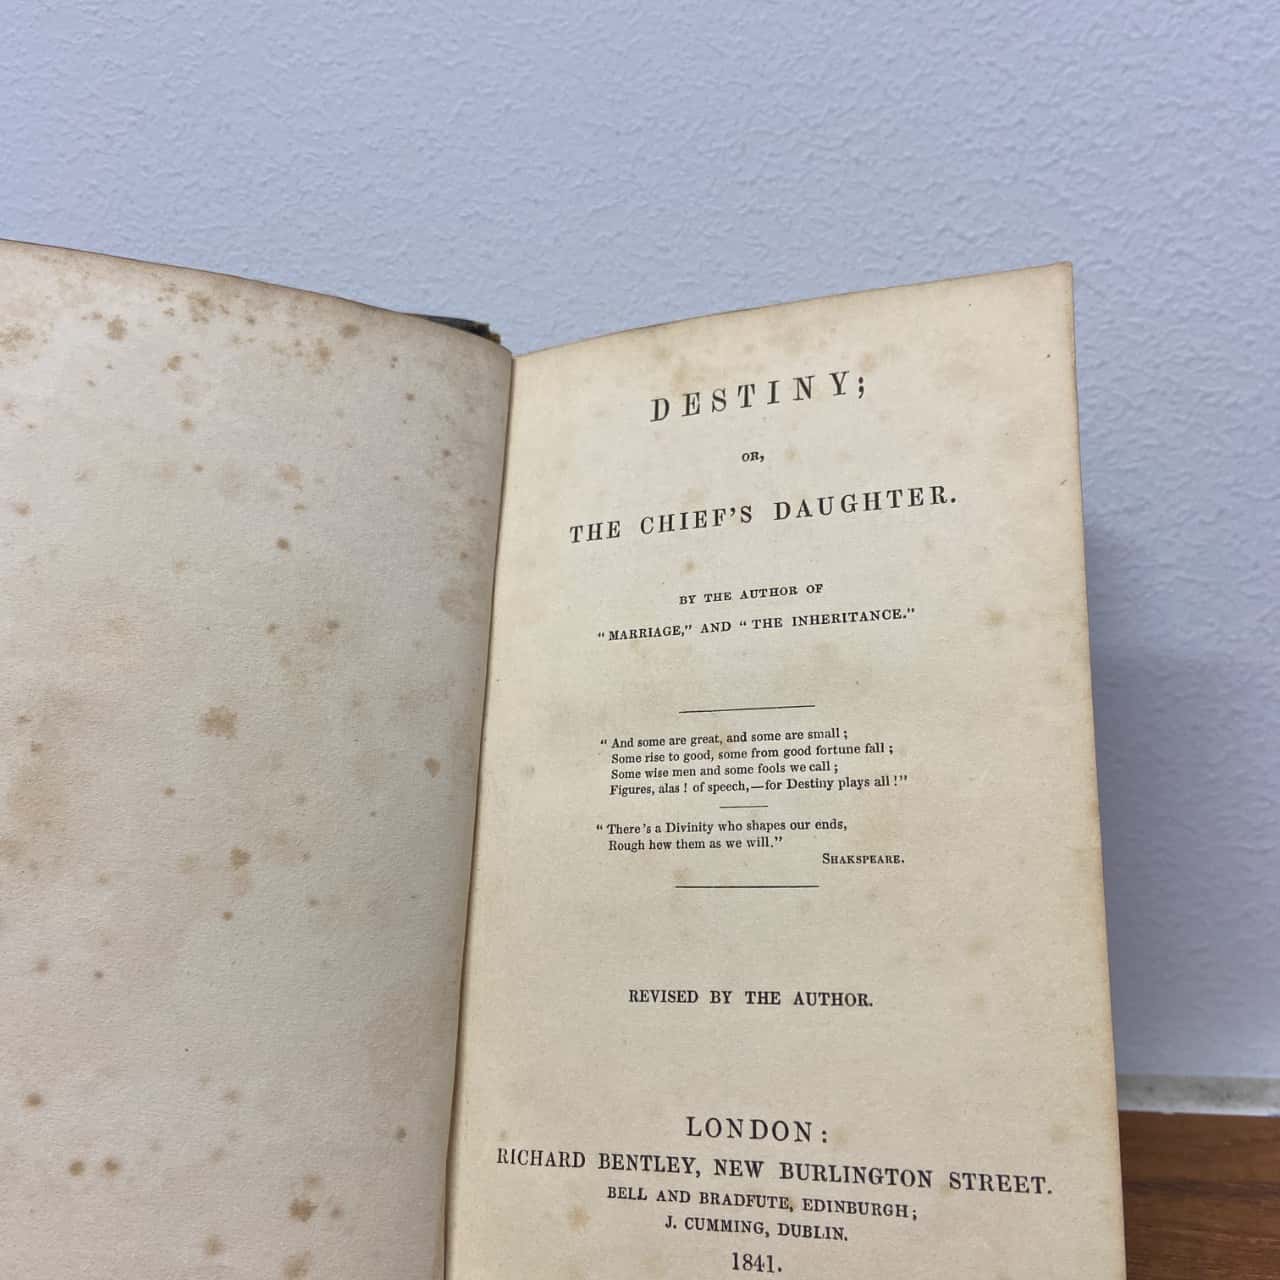 DESTINY;
OR,
THE CHIEF'S DAUGHTER.
BY THE AUTHOR OF
"MARRIAGE," AND "THE INHERITANCE."
"And some are great, and some are small;
Some rise to good, some from good fortune fall;
Some wise men and some fools we call;
Figures, alas! of speech,—for Destiny plays all!"
"There's a Divinity who shapes our ends,
Rough hew them as we will."
SHAKSPEARE.
REVISED BY THE AUTHOR.
LONDON:
RICHARD BENTLEY, NEW BURLINGTON STREET.
BELL AND BRADFUTE, EDINBURGH;
J. CUMMING, DUBLIN.
1841.